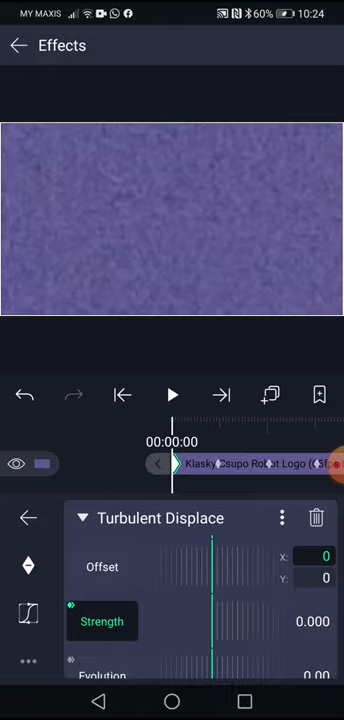 MY MAXIS 60% 10:24
Effects
00:00:00
Klasky Csupo Robot Logo
Turbulent Displace
Offset X: 0
Y: 0
Strength 0.000
Evolution 0.00